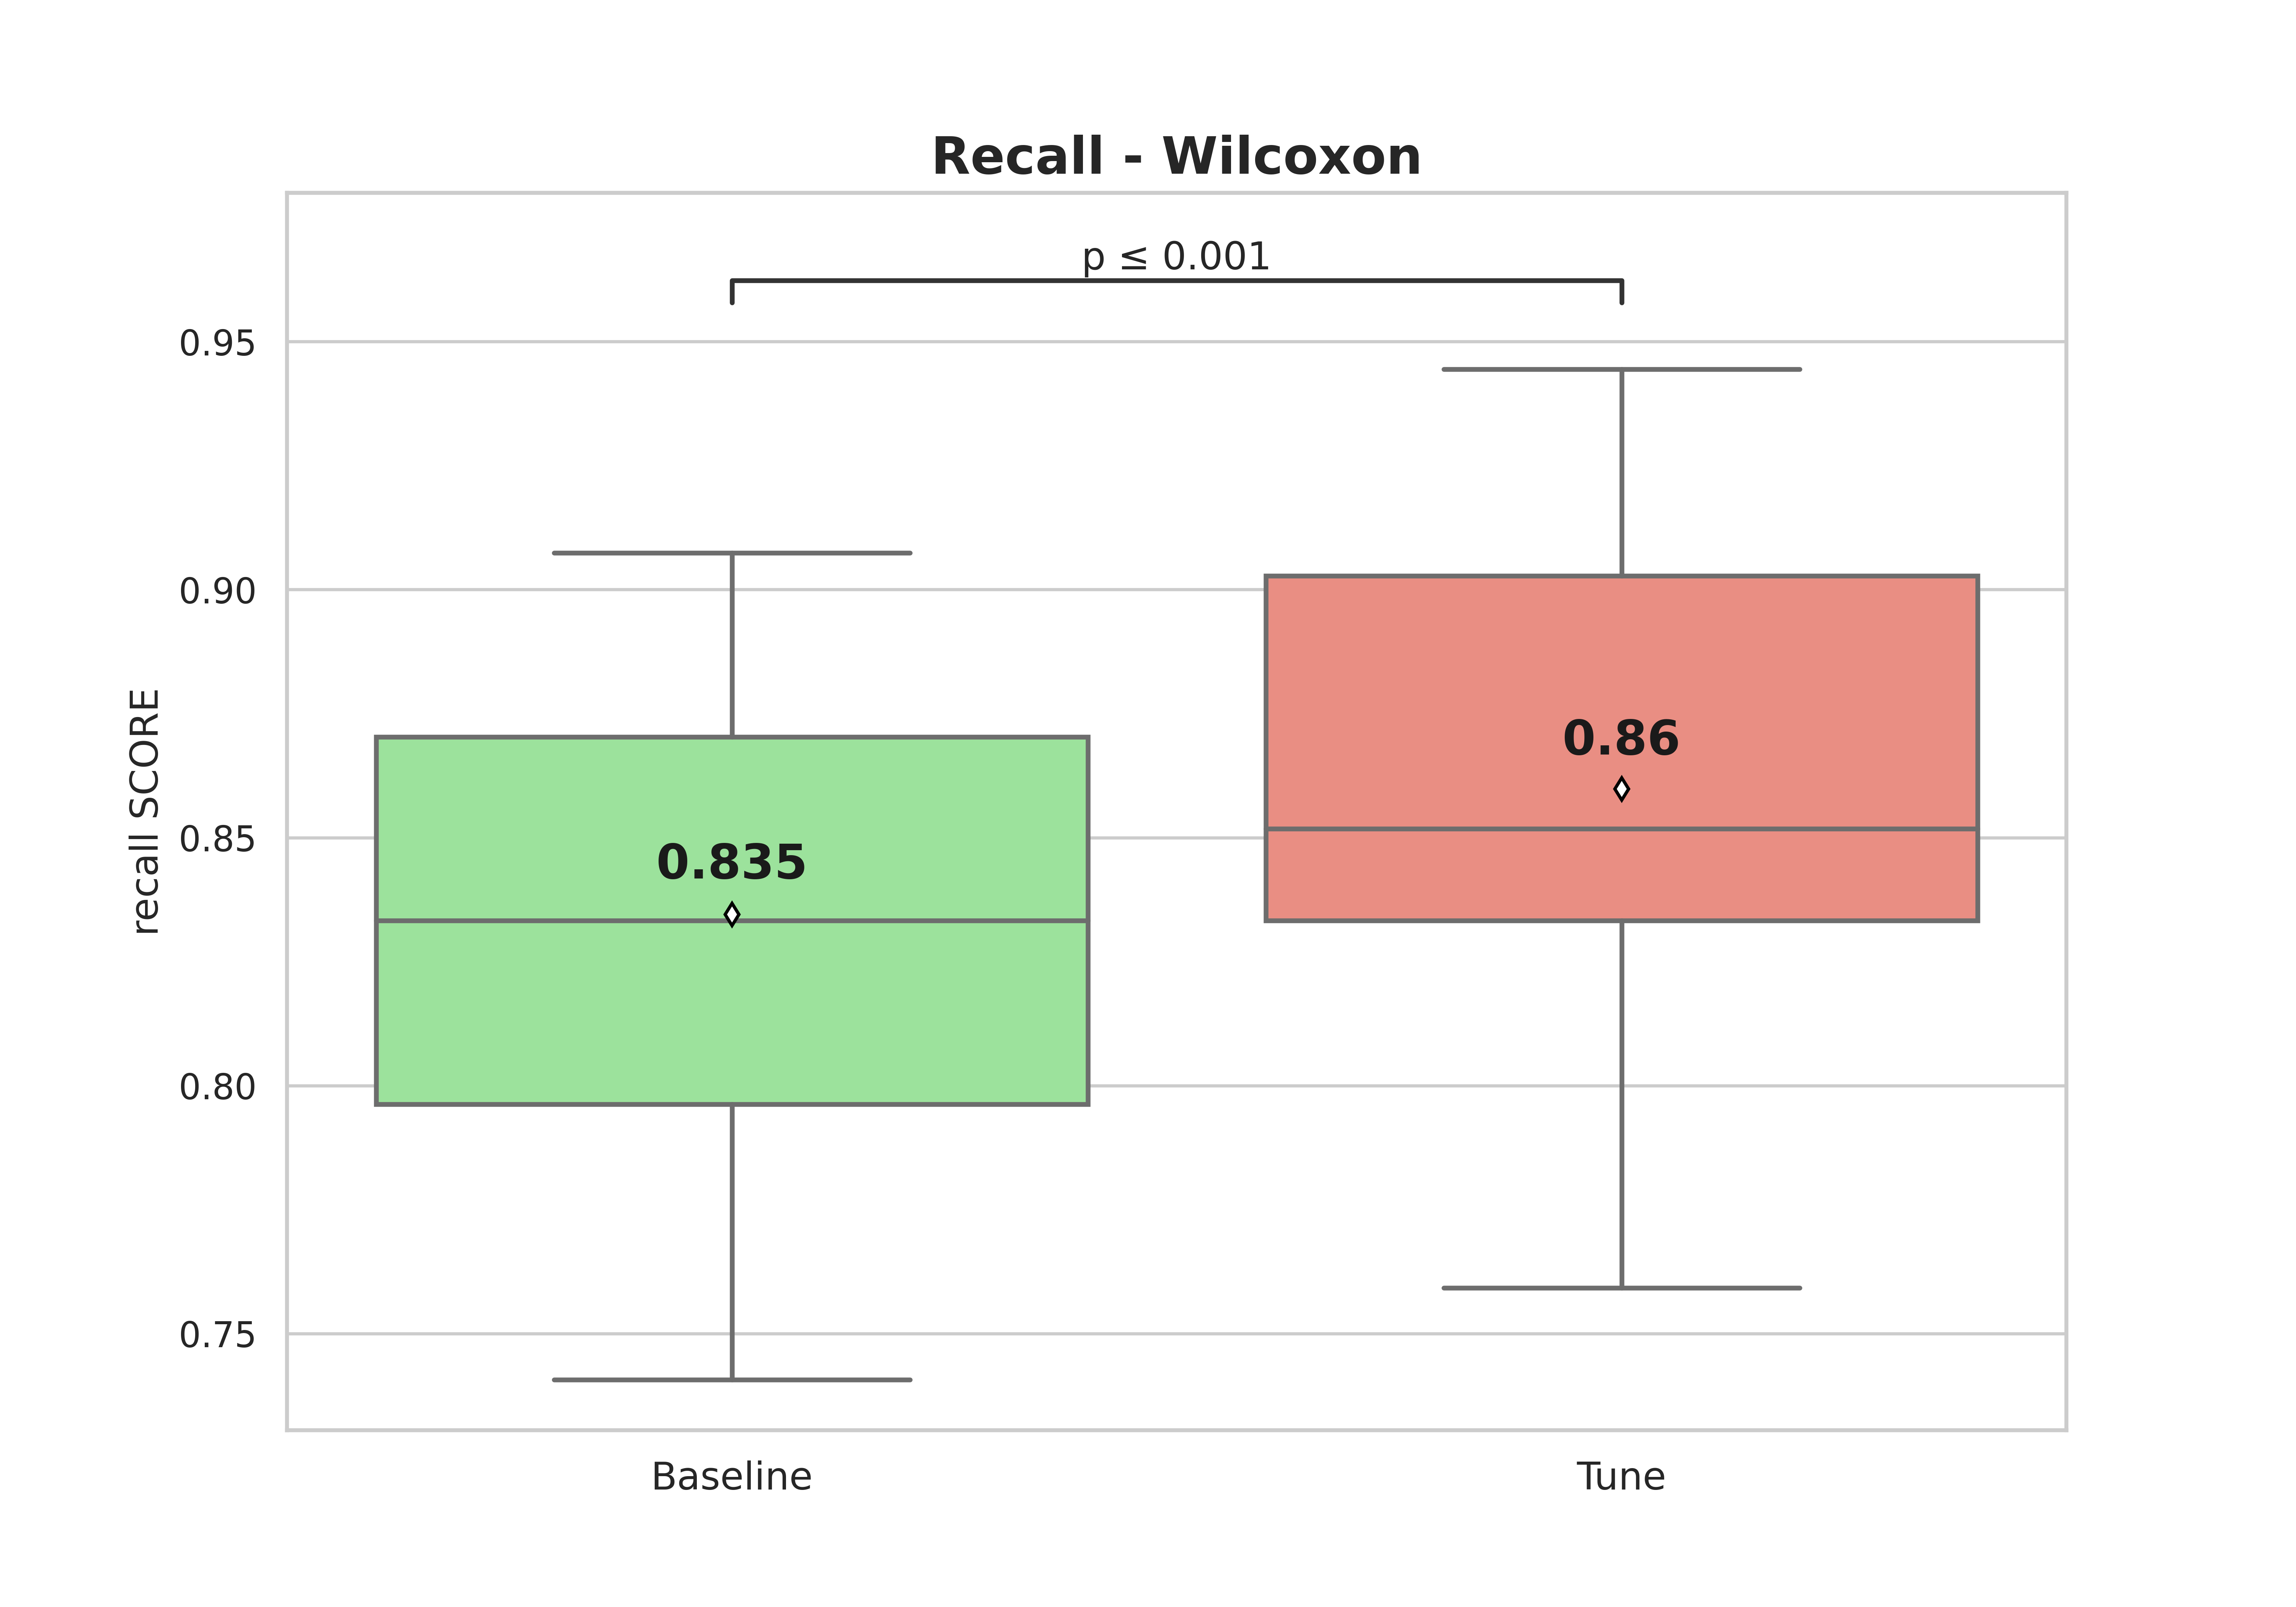 Recall - Wilcoxon
p ≤ 0.001
0.95
0.90
0.85
0.80
0.75
recall SCORE
0.835
0.86
Baseline
Tune